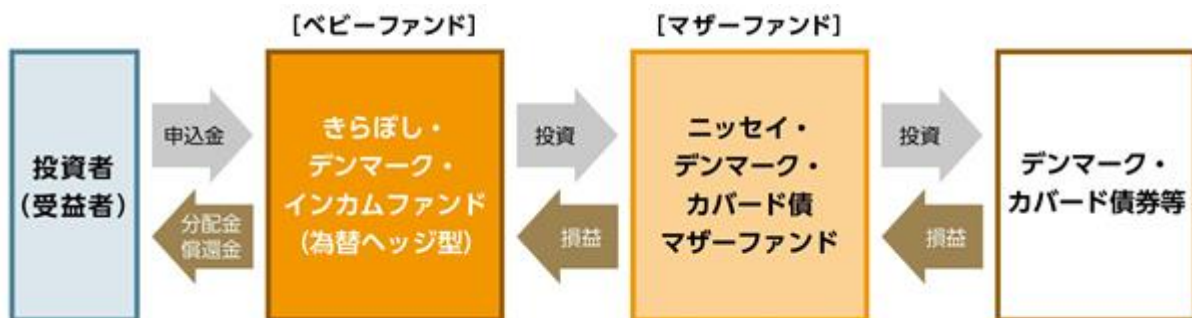 [ベビーファンド]
[マザーファンド]
投資者
(受益者)
申込金
分配金
償還金
きらぼし・
デンマーク・
インカムファンド
(為替ヘッジ型)
投資
損益
ニッセイ・
デンマーク・
カバード債
マザーファンド
投資
損益
デンマーク・
カバード債券等